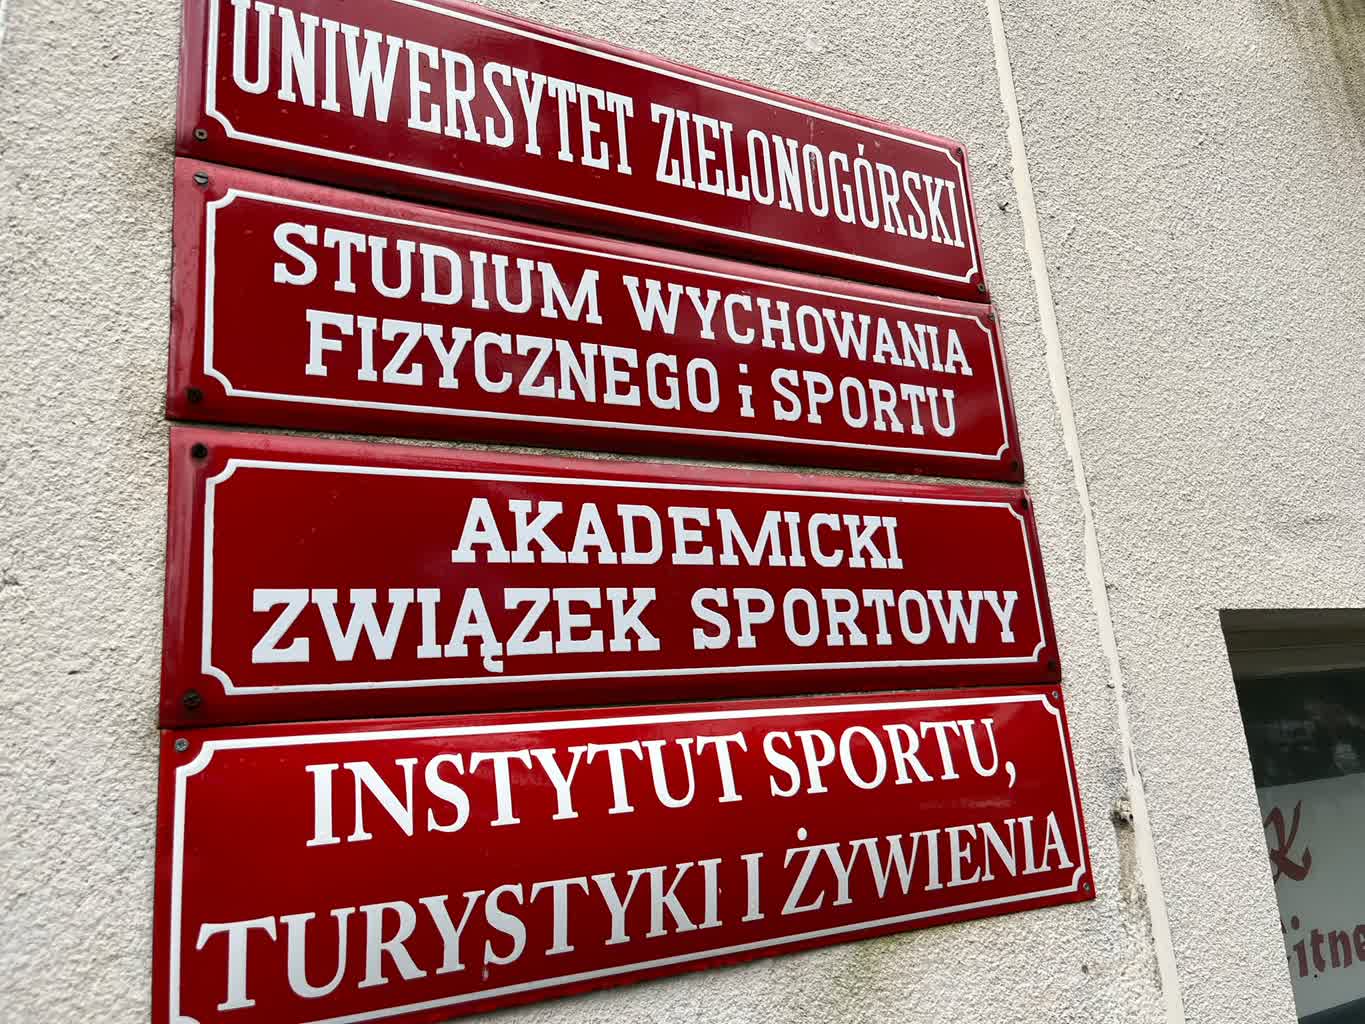 UNIWERSYTET ZIELONOGÓRSKI
STUDIUM WYCHOWANIA
FIZYCZNEGO i SPORTU
AKADEMICKI
ZWIĄZEK SPORTOWY
INSTYTUT SPORTU,
TURYSTYKI I ŻYWIENIA